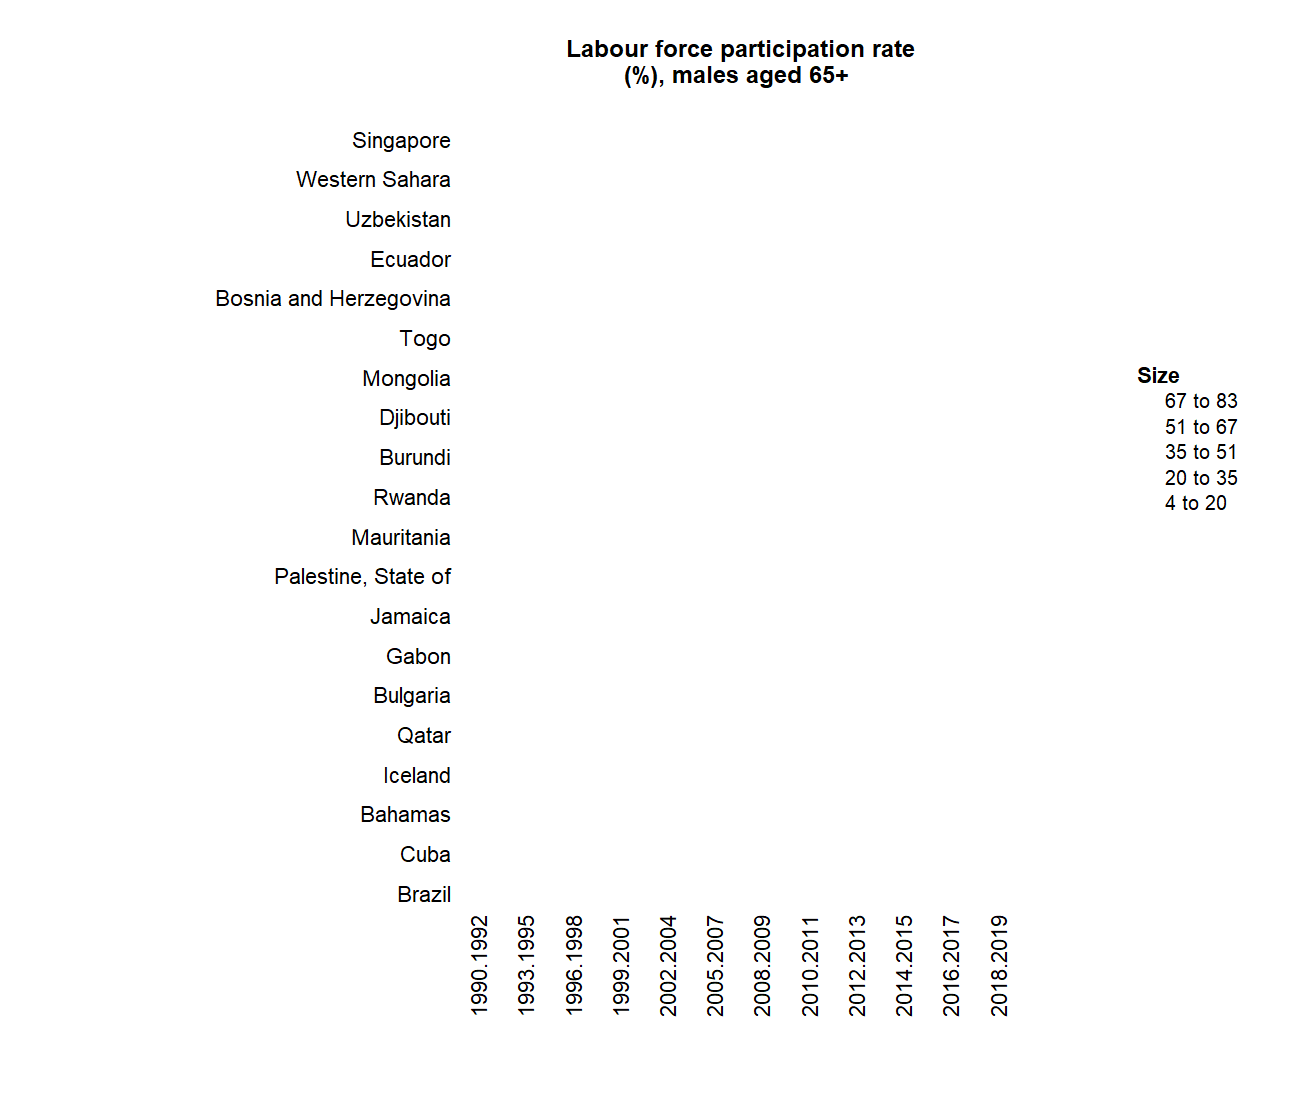 Labour force participation rate
(%), males aged 65+
Singapore
Western Sahara
Uzbekistan
Ecuador
Bosnia and Herzegovina
Togo
Mongolia
Djibouti
Burundi
Rwanda
Mauritania
Palestine, State of
Jamaica
Gabon
Bulgaria
Qatar
Iceland
Bahamas
Cuba
Brazil
1990.1992
1993.1995
1996.1998
1999.2001
2002.2004
2005.2007
2008.2009
2010.2011
2012.2013
2014.2015
2016.2017
2018.2019
Size
67 to 83
51 to 67
35 to 51
20 to 35
4 to 20